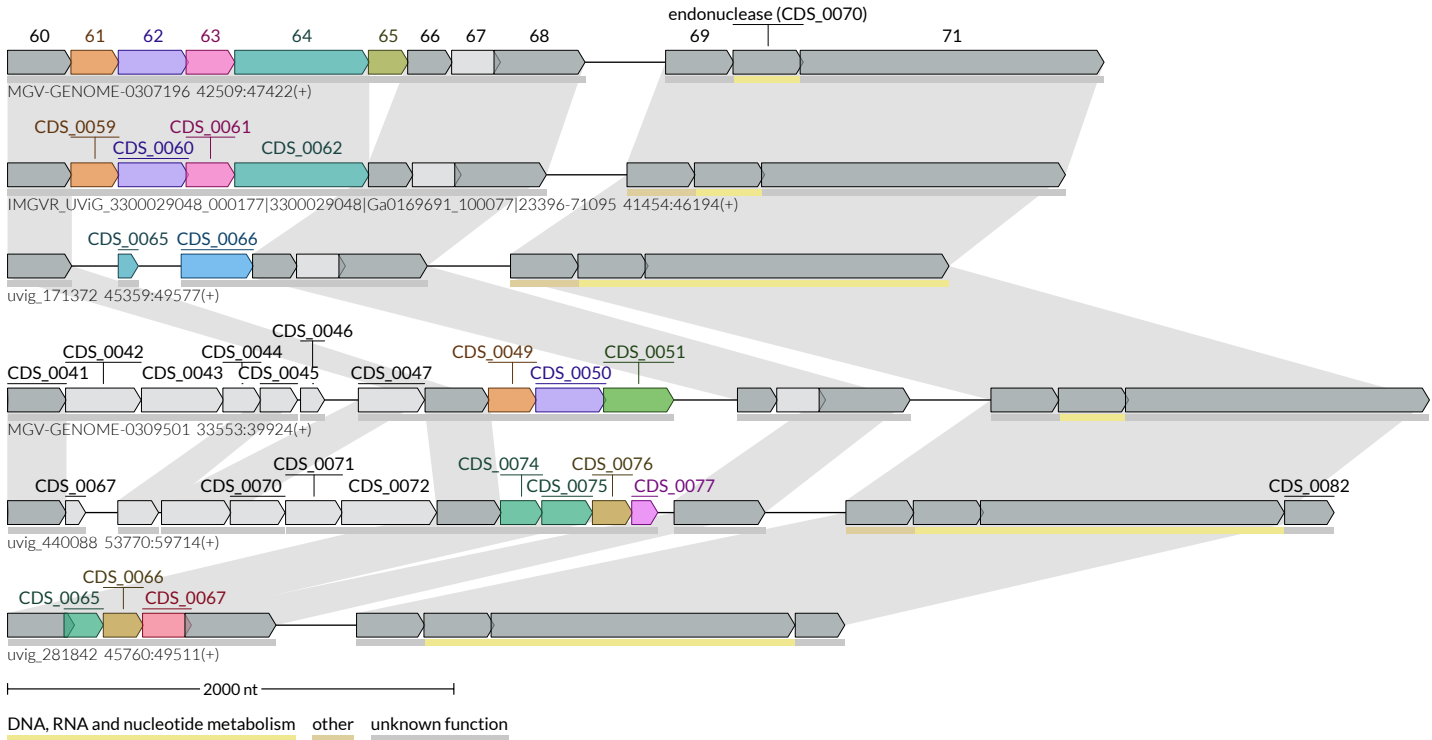 endonuclease (CDS_0070)
60 61 62 63 64 65 66 67 68 69 71
MGV-GENOME-0307196 42509:47422(+)
CDS_0059 CDS_0061
CDS_0060 CDS_0062
IMGVR_UViG_3300029048_000177|3300029048|Ga0169691_100077|23396-71095 41454:46194(+)
CDS_0065 CDS_0066
uvig_171372 45359:49577(+)
CDS_0046
CDS_0042 CDS_0044 CDS_0049 CDS_0051
CDS_0041 CDS_0043 CDS_0045 CDS_0047 CDS_0050
MGV-GENOME-0309501 33553:39924(+)
CDS_0071 CDS_0074 CDS_0076
CDS_0067 CDS_0070 CDS_0072 CDS_0075 CDS_0077 CDS_0082
uvig_440088 53770:59714(+)
CDS_0066
CDS_0065 CDS_0067
uvig_281842 45760:49511(+)
2000 nt
DNA, RNA and nucleotide metabolism other unknown function